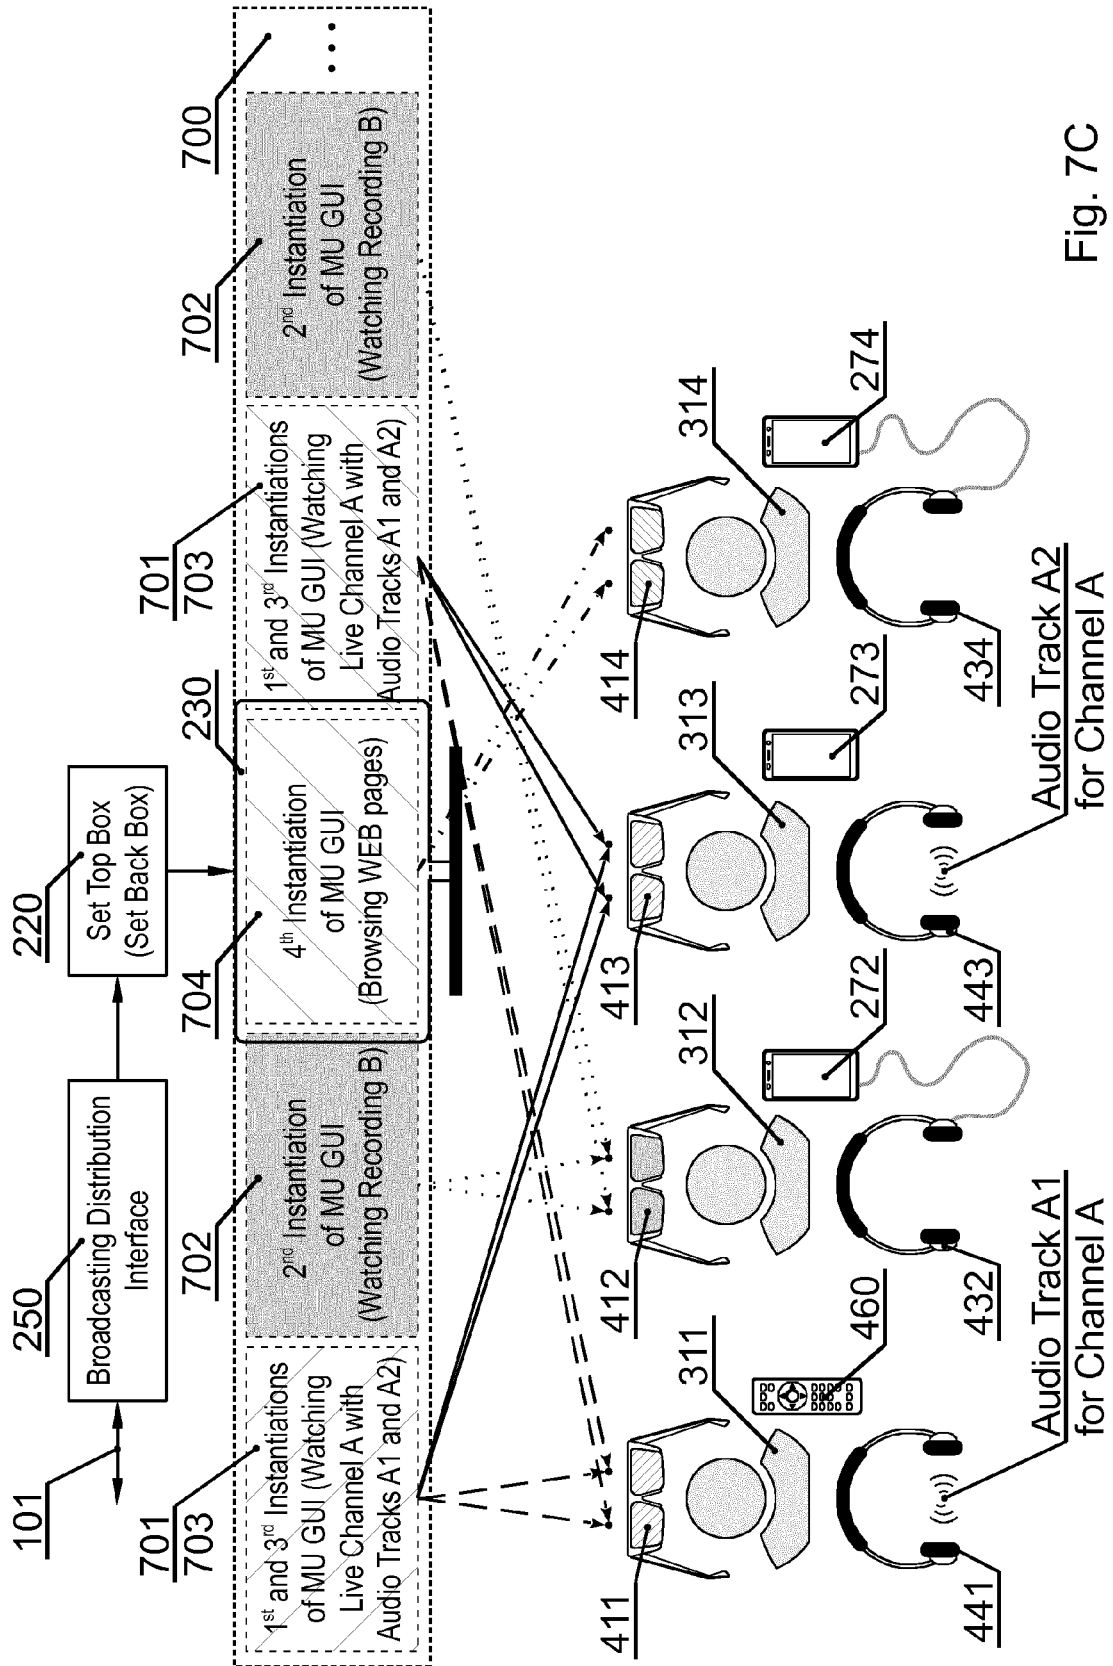 101
250
Broadcasting Distribution
Interface
220
Set Top Box
(Set Back Box)
701
703
702
704
230
701
703
702
700
1st and 3rd Instantiations
of MU GUI (Watching
Live Channel A with
Audio Tracks A1 and A2)
2nd Instantiation
of MU GUI
(Watching Recording B)
4th Instantiation
of MU GUI
(Browsing WEB pages)
1st and 3rd Instantiations
of MU GUI (Watching
Live Channel A with
Audio Tracks A1 and A2)
2nd Instantiation
of MU GUI
(Watching Recording B)
...
411
311
460
412
312
272
413
313
273
414
314
274
441
432
443
434
Audio Track A1
for Channel A
Audio Track A2
for Channel A
Fig. 7C